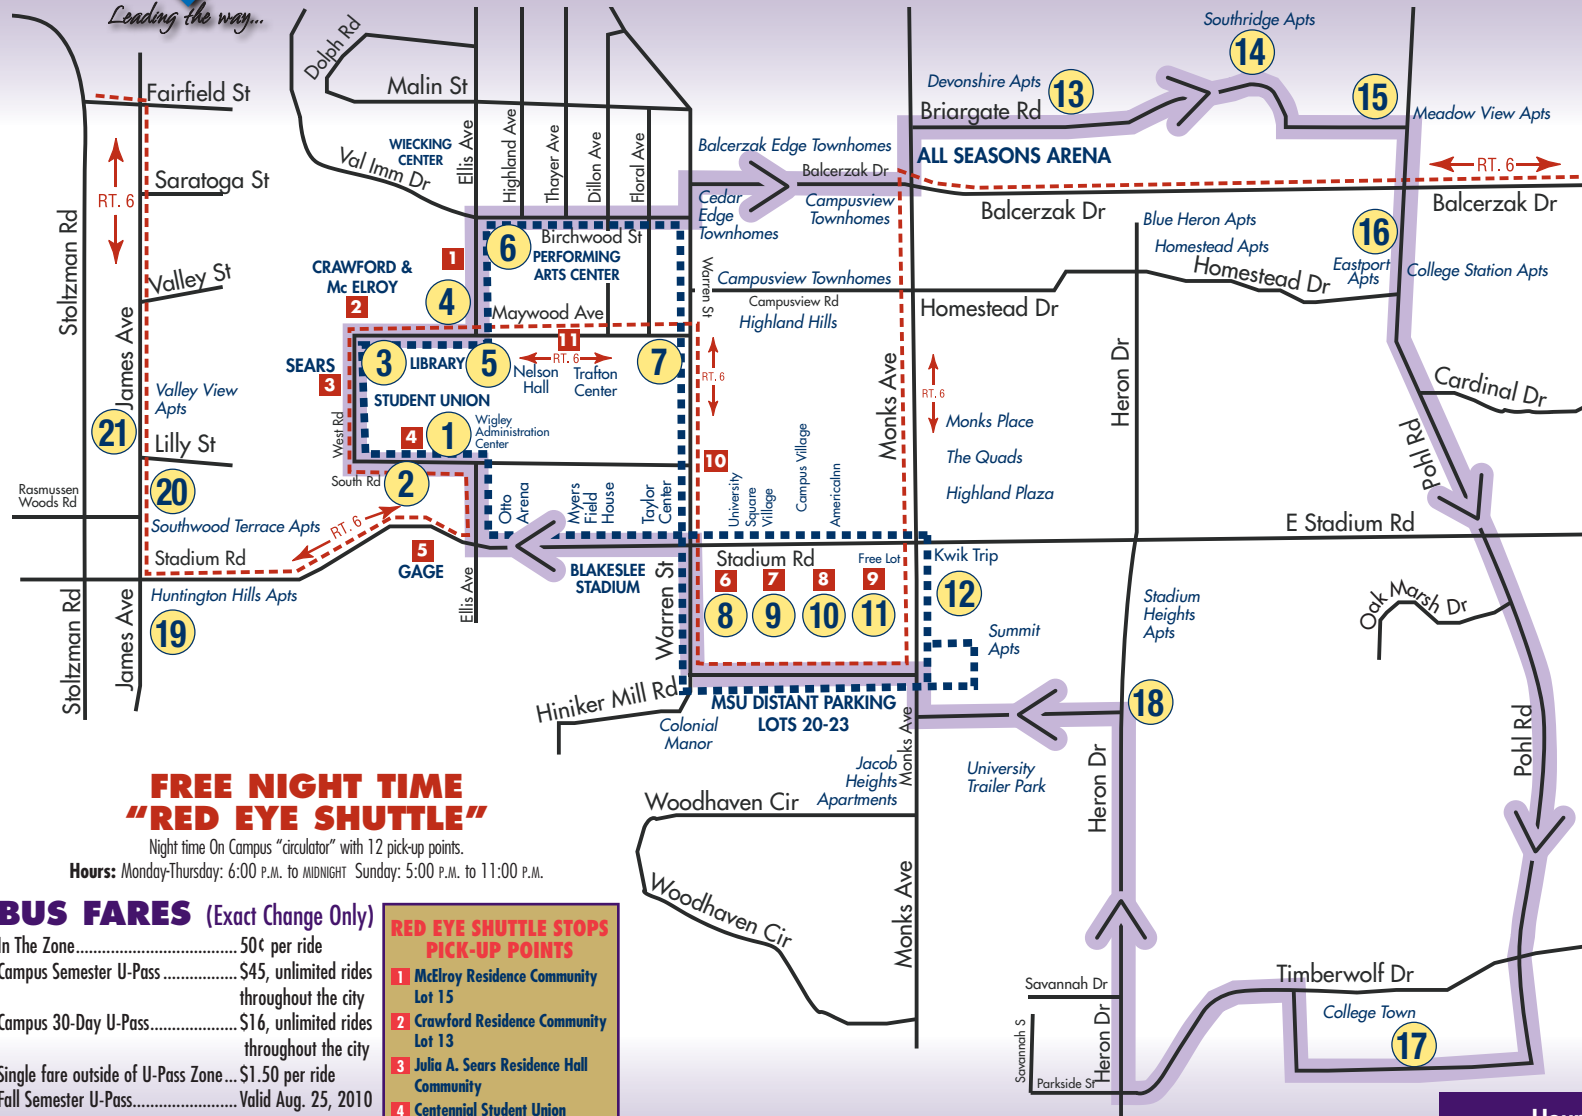 Leading the way...
Dolph Rd
Southridge Apts
14
Fairfield St
Malin St
Devonshire Apts
13
15
Briargate Rd
Meadow View Apts
WIECKING
CENTER
Ellis Ave
Highland Ave
Thayer Ave
Dillon Ave
Floral Ave
Balcerzak Edge Townhomes
ALL SEASONS ARENA
Val Imm Dr
Balcerzak Dr
RT. 6
Saratoga St
RT. 6
Cedar
Edge
Townhomes
Campusview
Townhomes
Balcerzak Dr
Balcerzak Dr
Stoltzman Rd
Blue Heron Apts
Homestead Apts
16
Eastport
Apts
College Station Apts
Homestead Dr
6
Birchwood St
PERFORMING
ARTS CENTER
1
CRAWFORD &
Mc ELROY
2
4
Valley St
Warren St
Campusview Townhomes
Campusview Rd
Highland Hills
Homestead Dr
Maywood Ave
11
RT. 6
SEARS
3
3
LIBRARY
5
Nelson
Hall
Trafton
Center
7
RT. 6
James Ave
Monks Ave
RT. 6
Heron Dr
Cardinal Dr
Valley View
Apts
STUDENT UNION
West Rd
4
1
Wigley
Administration
Center
Monks Place
The Quads
Highland Plaza
Pohl Rd
21
Lilly St
20
South Rd
2
10
Otto
Arena
Myers
Field
House
Taylor
Center
University
Square
Village
Campus Village
AmericaInn
Rasmussen
Woods Rd
Southwood Terrace Apts
RT. 6
E Stadium Rd
Stadium Rd
5
GAGE
BLAKESLEE
STADIUM
Stadium Rd
Free Lot
Kwik Trip
6
7
8
9
8
9
10
11
12
Huntington Hills Apts
19
Ellis Ave
Warren St
Stadium
Heights
Apts
Oak Marsh Dr
Summit
Apts
Stoltzman Rd
James Ave
Hiniker Mill Rd
MSU DISTANT PARKING
LOTS 20-23
Colonial
Manor
18
Monks Ave
Pohl Rd
Jacob
Heights
Apartments
University
Trailer Park
Heron Dr
Woodhaven Cir
Woodhaven Cir
Monks Ave
Timberwolf Dr
College Town
17
Savannah Dr
Savannah S
Heron Dr
Parkside St
FREE NIGHT TIME
“RED EYE SHUTTLE”
Night time On Campus “circulator” with 12 pick-up points.
Hours: Monday-Thursday: 6:00 P.M. to MIDNIGHT Sunday: 5:00 P.M. to 11:00 P.M.
BUS FARES (Exact Change Only)
In The Zone.......................................50¢ per ride
Campus Semester U-Pass .................$45, unlimited rides
throughout the city
Campus 30-Day U-Pass.....................$16, unlimited rides
throughout the city
Single fare outside of U-Pass Zone...$1.50 per ride
Fall Semester U-Pass.........................Valid Aug. 25, 2010
RED EYE SHUTTLE STOPS
PICK-UP POINTS
1 McElroy Residence Community
Lot 15
2 Crawford Residence Community
Lot 13
3 Julia A. Sears Residence Hall
Community
4 Centennial Student Union